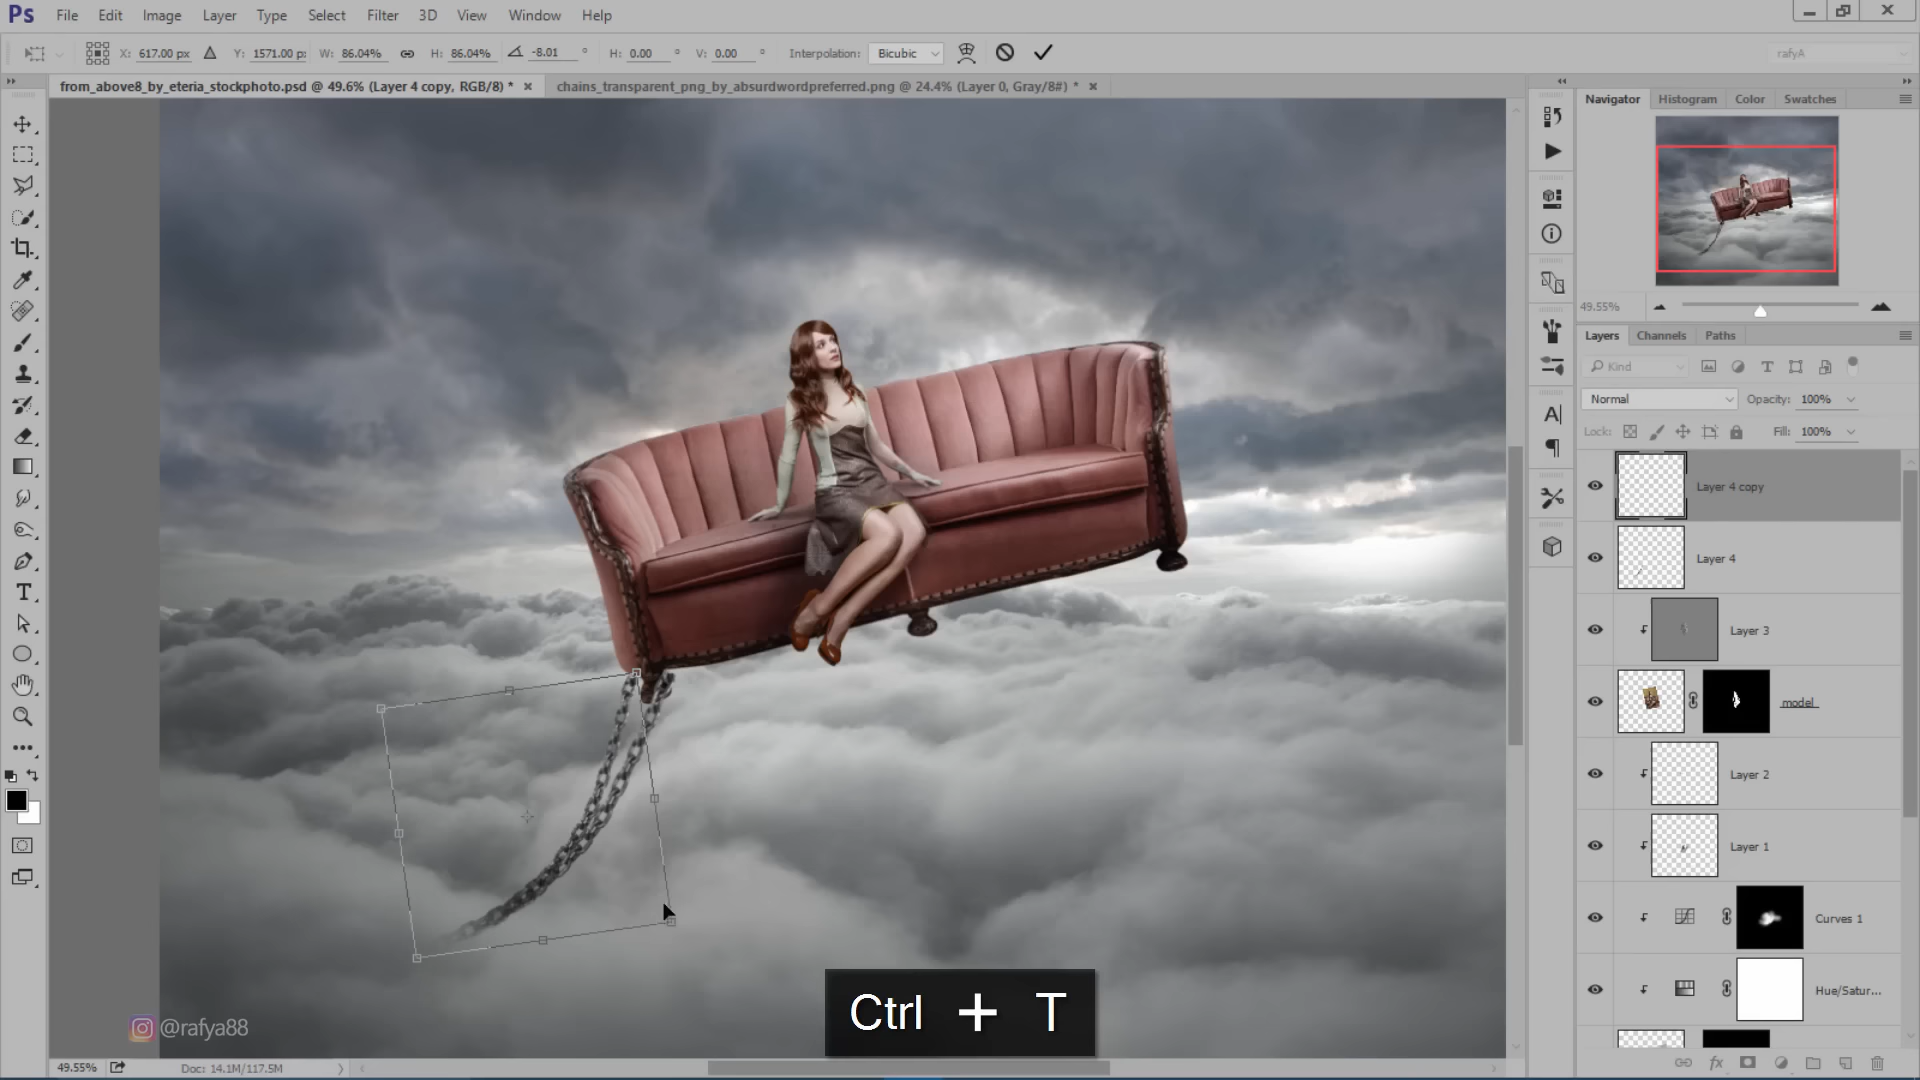 Ps File Edit Image Layer Type Select Filter 3D View Window Help
X: 617.00 px Y: 1571.00 p: W: 86.04% H: 86.04% -8.01 ° H: 0.00 ° V: 0.00 ° Interpolation: Bicubic rafyA
from_above8_by_eteria_stockphoto.psd @ 49.6% (Layer 4 copy, RGB/8) * × chains_transparent_png_by_absurdwordpreferred.png @ 24.4% (Layer 0, Gray/8#) * ×
Navigator Histogram Color Swatches
49.55%
Layers Channels Paths
Kind
Normal Opacity: 100%
Lock: Fill: 100%
Layer 4 copy
Layer 4
Layer 3
model
Layer 2
Layer 1
Curves 1
Hue/Satur...
fx
Ctrl + T
@rafya88
49.55% Doc: 14.1M/117.5M